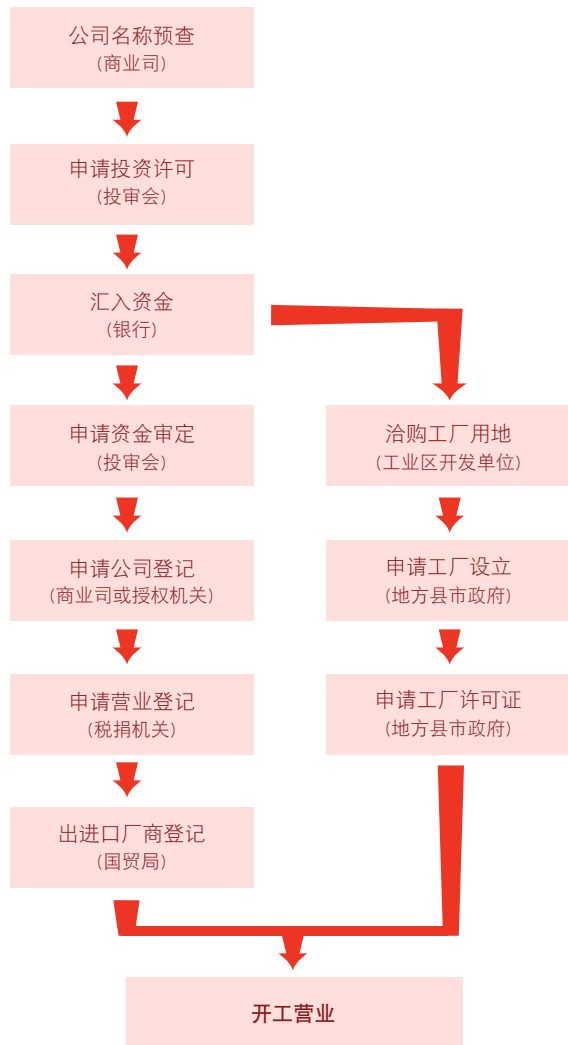 公司名称预查
(商业司)
申请投资许可
(投审会)
汇入资金
(银行)
申请资金审定
(投审会)
申请公司登记
(商业司或授权机关)
申请营业登记
(税捐机关)
出进口厂商登记
(国贸局)
洽购工厂用地
(工业区开发单位)
申请工厂设立
(地方县市政府)
申请工厂许可证
(地方县市政府)
开工营业